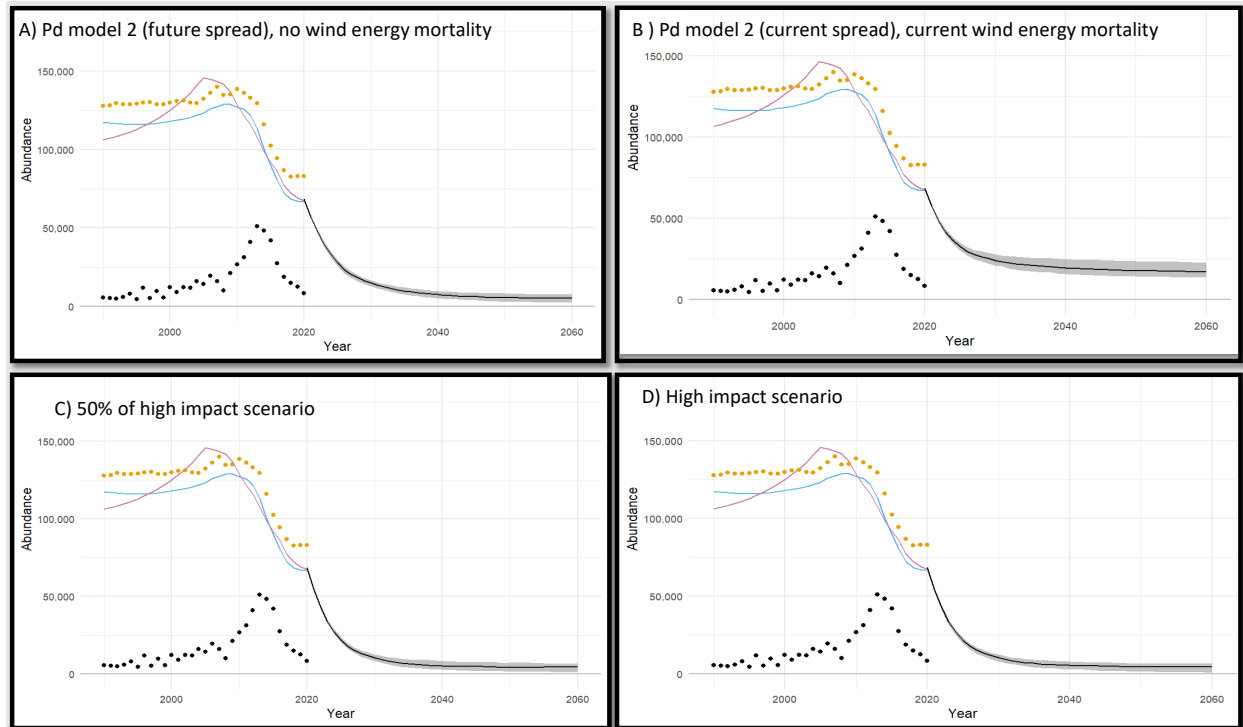 A) Pd model 2 (future spread), no wind energy mortality
150,000
100,000
50,000
0
Abundance
2000 2020 2040 2060
Year
B ) Pd model 2 (current spread), current wind energy mortality
150,000
100,000
50,000
0
Abundance
2000 2020 2040 2060
Year
C) 50% of high impact scenario
150,000
100,000
50,000
0
Abundance
2000 2020 2040 2060
Year
D) High impact scenario
150,000
100,000
50,000
0
Abundance
2000 2020 2040 2060
Year